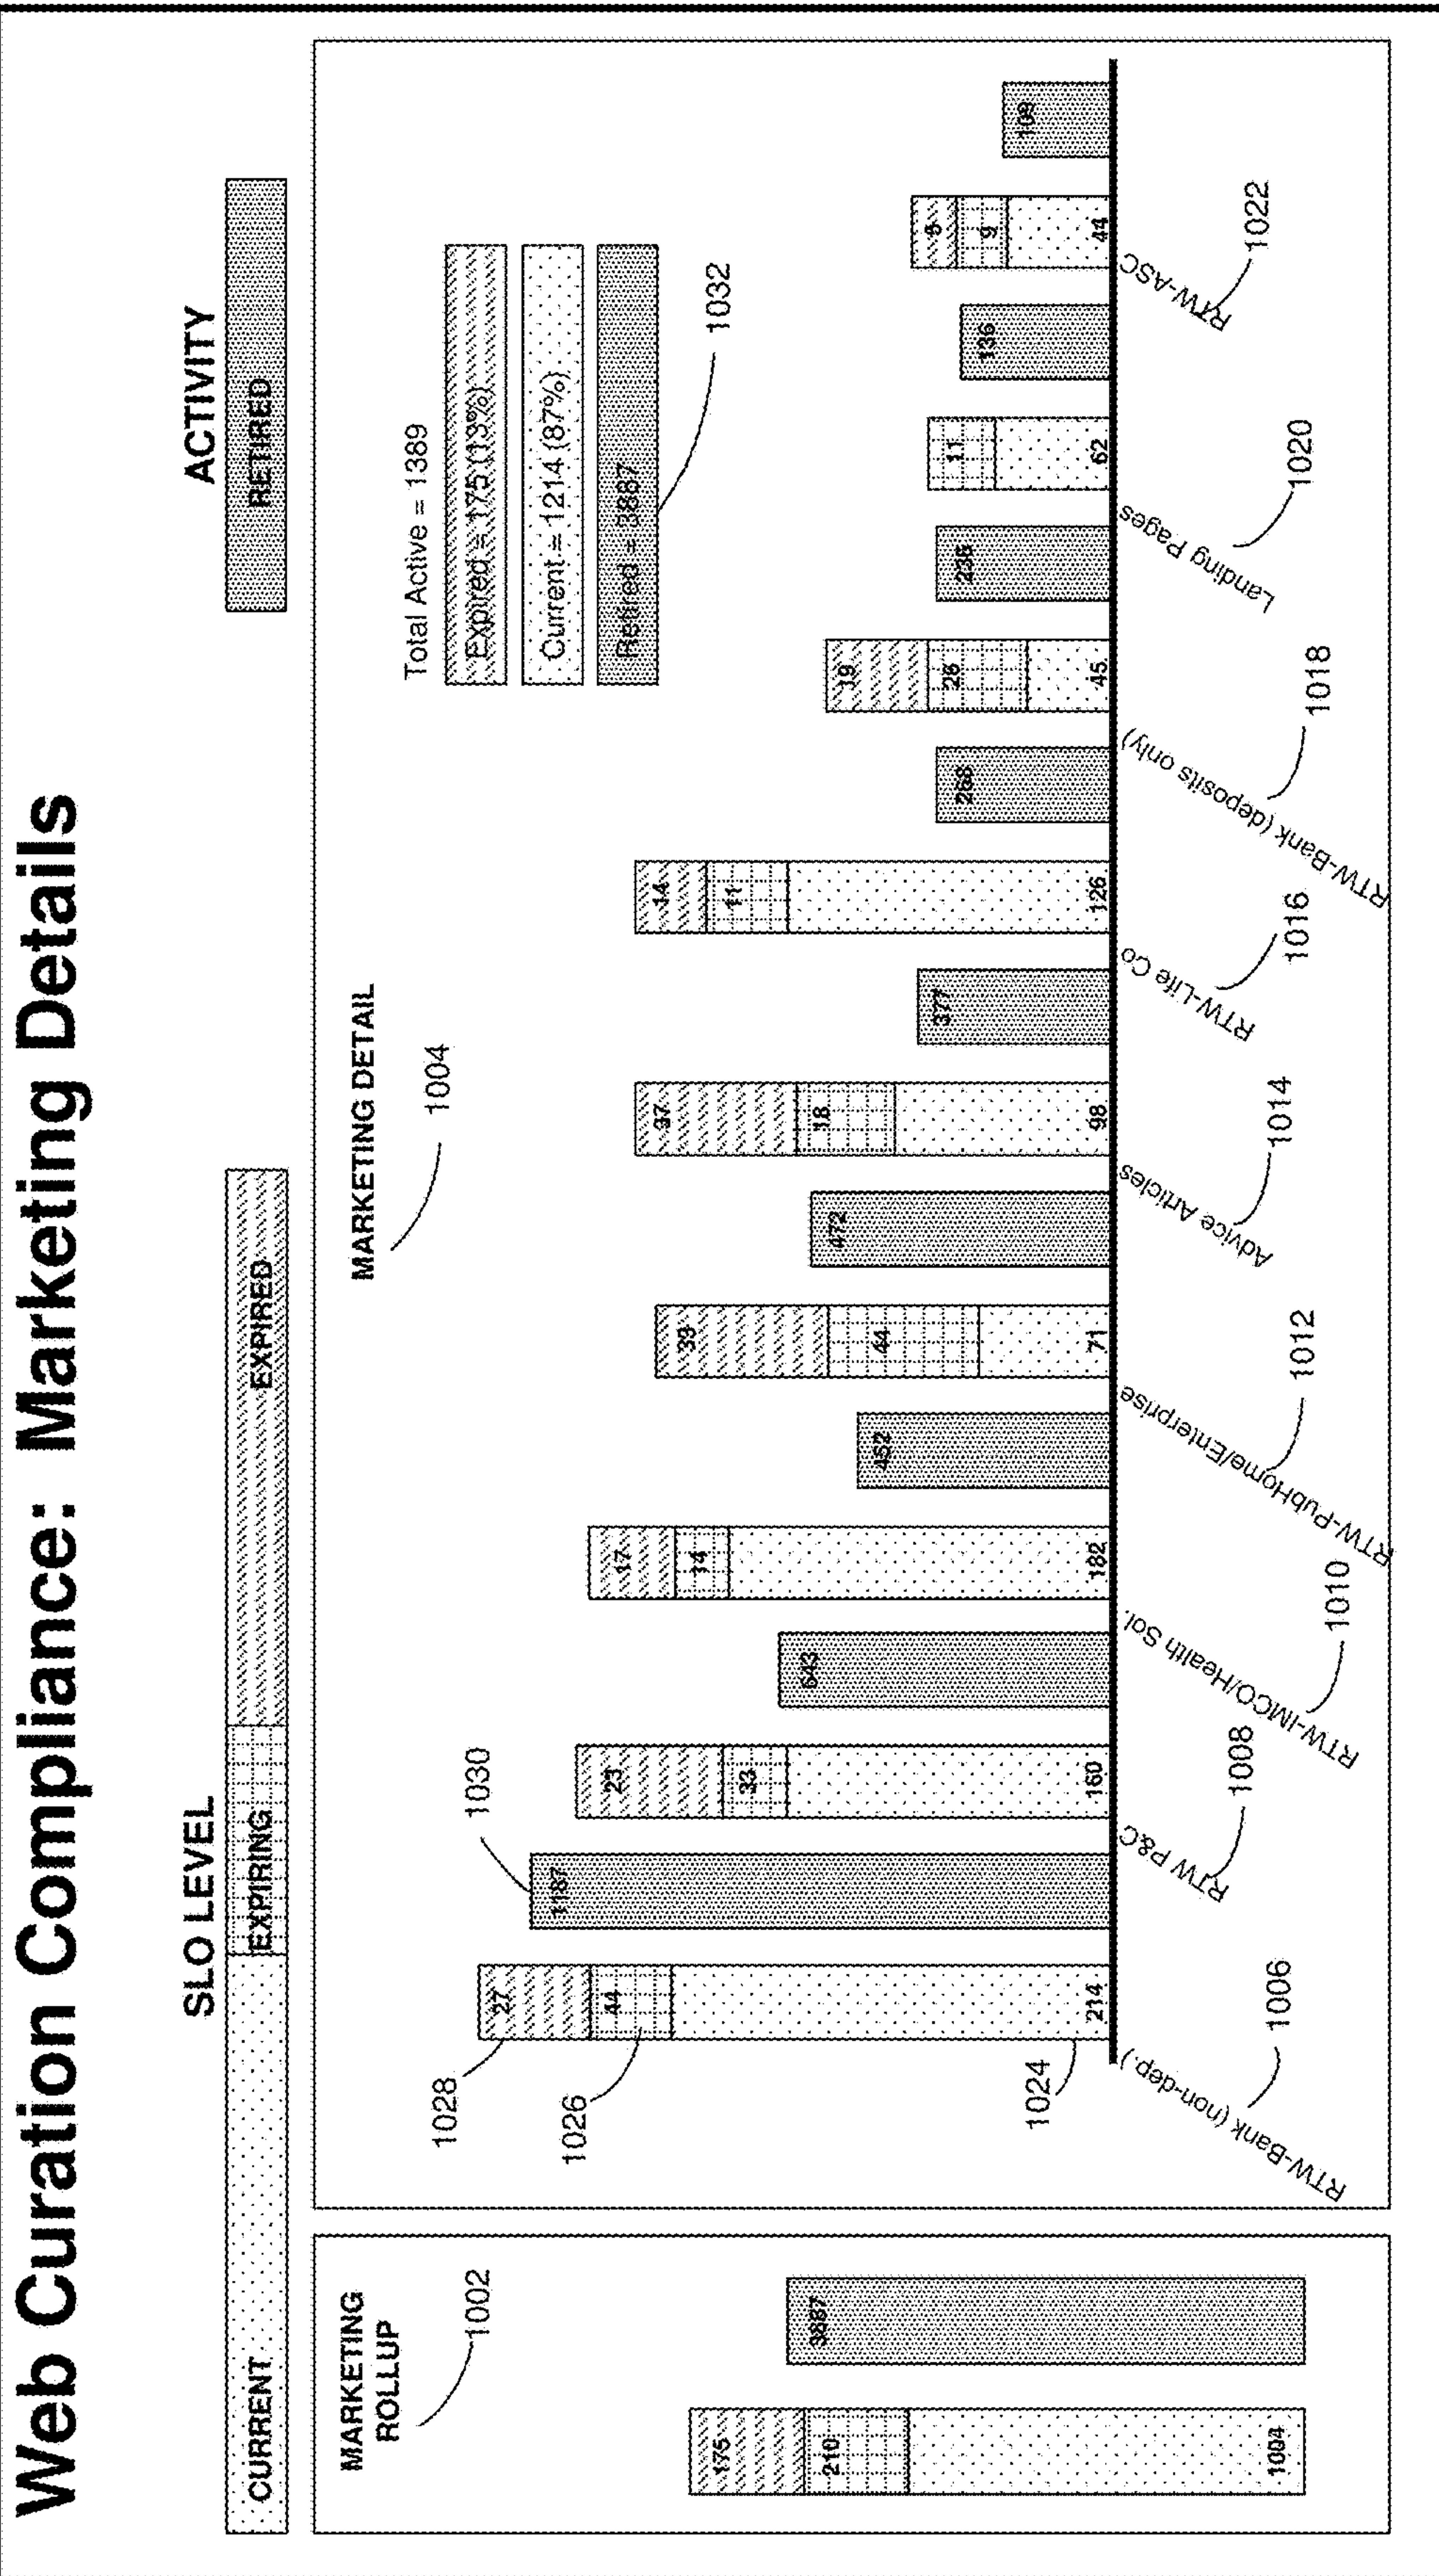 Web Curation Compliance: Marketing Details
SLO LEVEL
ACTIVITY
CURRENT
EXPIRING
EXPIRED
RETIRED
MARKETING
ROLLUP
1002
175
210
1004
3887
MARKETING DETAIL
1004
Total Active = 1389
Expired = 175 (13%)
Current = 1214 (87%)
Retired = 3887
1032
1028
1026
1024
1030
27
44
214
1187
23
33
160
643
17
14
182
452
39
44
71
472
37
18
98
377
14
11
126
268
19
26
45
11
62
136
9
44
109
RTW-Bank (non-dep.)
1006
RTW P&C
1008
RTW-IMCO/Health Sol.
1010
RTW-PubHome/Enterprise
1012
Advice Articles
1014
RTW-Life Co
1016
RTW-Bank (deposits only)
1018
Landing Pages
1020
RTW-ASC
1022